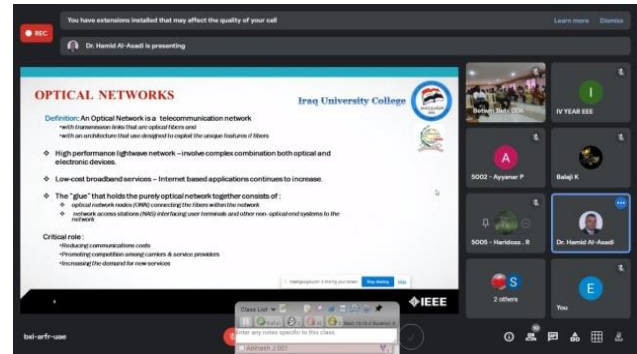 You have extensions installed that may affect the quality of your call
Learn more
Dismiss
REC
Dr. Hamid Al-Asadi is presenting
OPTICAL NETWORKS
Iraq University College
Definition: An Optical Network is a telecommunication network
•with transmission links that are optical fibers and
•with an architecture that use designed to exploit the unique features if fibers
High performance lightwave network – involve complex combination both optical and
electronic devices.
Low-cost broadband services – Internet based applications continues to increase.
The "glue" that holds the purely optical network together consists of :
optical network nodes (ONN) connecting the fibers within the network
network access stations (NAS) interfacing user terminals and other non- optical end systems to the
network
Critical role :
•Reducing communications costs
•Promoting competition among carriers & service providers
•Increasing the demand for new services
Stop sharing
Hide
4
IEEE
I
IV YEAR EEE
A
5002 - Ayyanar P
Balaji K
5005 - Haridoss . R
Dr. Hamid Al-Asadi
S
2 others
E
You
Class List
Enter any notes specific to this class.
Abinash J 001
bxi-arfr-uae
10